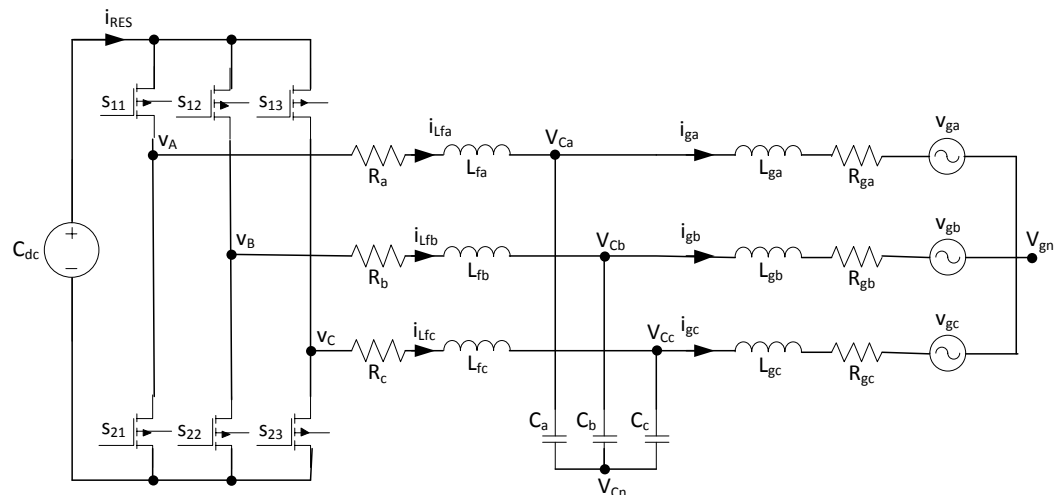 iRES
S11
S12
S13
vA
Ra
iLfa
Lfa
VCa
iga
Lga
Rga
vga
Cdc
+
−
vB
Rb
iLfb
Lfb
VCb
igb
Lgb
Rgb
vgb
Vgn
vC
Rc
iLfc
Lfc
VCc
igc
Lgc
Rgc
vgc
S21
S22
S23
Ca
Cb
Cc
VCn